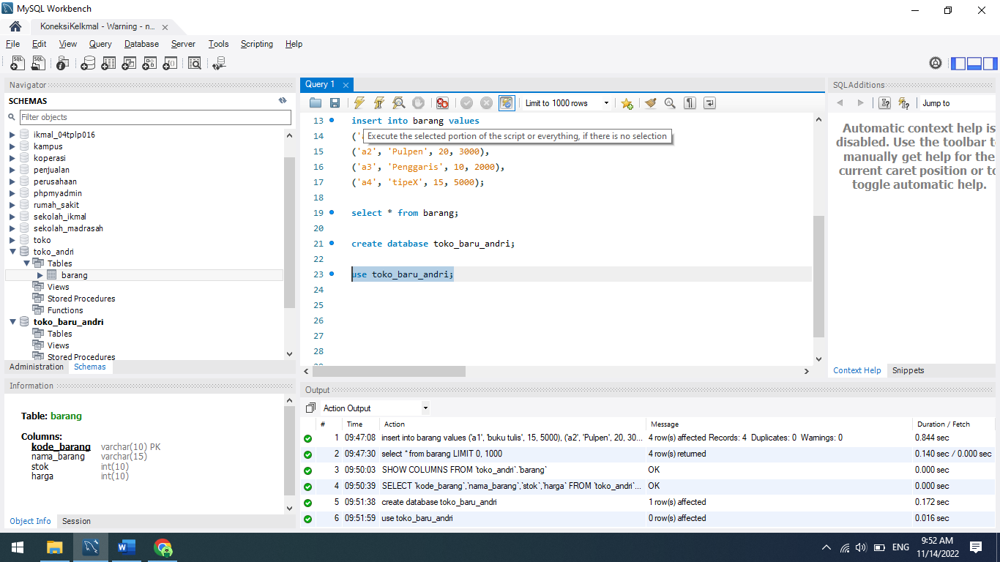 MySQL Workbench
KoneksiKelkmal - Warning - n...
File Edit View Query Database Server Tools Scripting Help
Navigator
SCHEMAS
Filter objects
ikmal_04tplp016
kampus
koperasi
penjualan
perusahaan
phpmyadmin
rumah_sakit
sekolah_ikmal
sekolah_madrasah
toko
toko_andri
Tables
barang
Views
Stored Procedures
Functions
toko_baru_andri
Tables
Views
Stored Procedures
Administration Schemas
Information
Table: barang
Columns:
kode_barang varchar(10) PK
nama_barang varchar(15)
stok int(10)
harga int(10)
Object Info Session
Query 1
Limit to 1000 rows
13 insert into barang values
14
Execute the selected portion of the script or everything, if there is no selection
15 ('a2', 'Pulpen', 20, 3000),
16 ('a3', 'Penggaris', 10, 2000),
17 ('a4', 'tipeX', 15, 5000);
18
19 select * from barang;
20
21 create database toko_baru_andri;
22
23 use toko_baru_andri;
24
25
26
27
28
SQLAdditions
Jump to
Automatic context help is
disabled. Use the toolbar t
manually get help for the
current caret position or to
toggle automatic help.
Context Help Snippets
Output
Action Output
# Time Action Message Duration / Fetch
1 09:47:08 insert into barang values ('a1', 'buku tulis', 15, 5000), ('a2', 'Pulpen', 20, 30... 4 row(s) affected Records: 4 Duplicates: 0 Warnings: 0 0.844 sec
2 09:47:30 select * from barang LIMIT 0, 1000 4 row(s) returned 0.140 sec / 0.000 sec
3 09:50:03 SHOW COLUMNS FROM `toko_andri`.`barang` OK 0.000 sec
4 09:50:39 SELECT `kode_barang`,`nama_barang`,`stok`,`harga` FROM `toko_andri`... OK 0.000 sec
5 09:51:38 create database toko_baru_andri 1 row(s) affected 0.172 sec
6 09:51:59 use toko_baru_andri 0 row(s) affected 0.016 sec
ENG
9:52 AM
11/14/2022